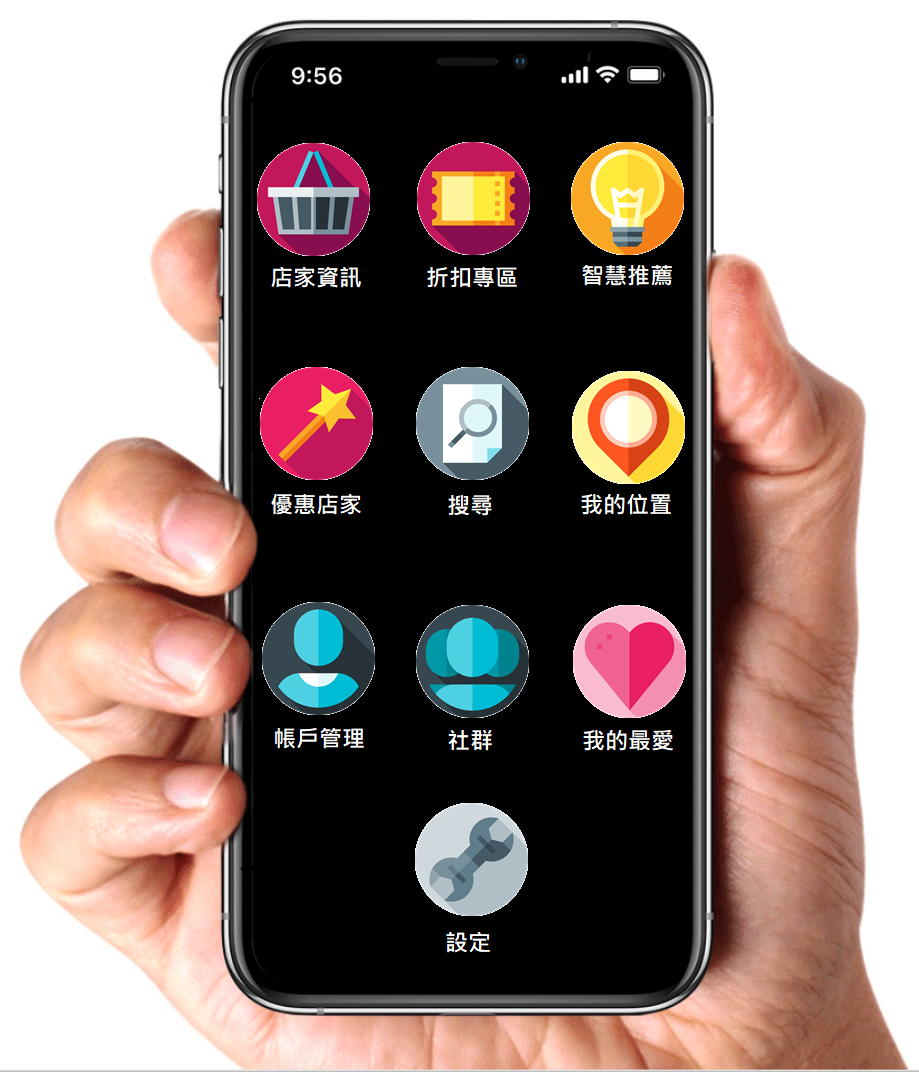 9:56
店家資訊
折扣專區
智慧推薦
優惠店家
搜尋
我的位置
帳戶管理
社群
我的最愛
設定